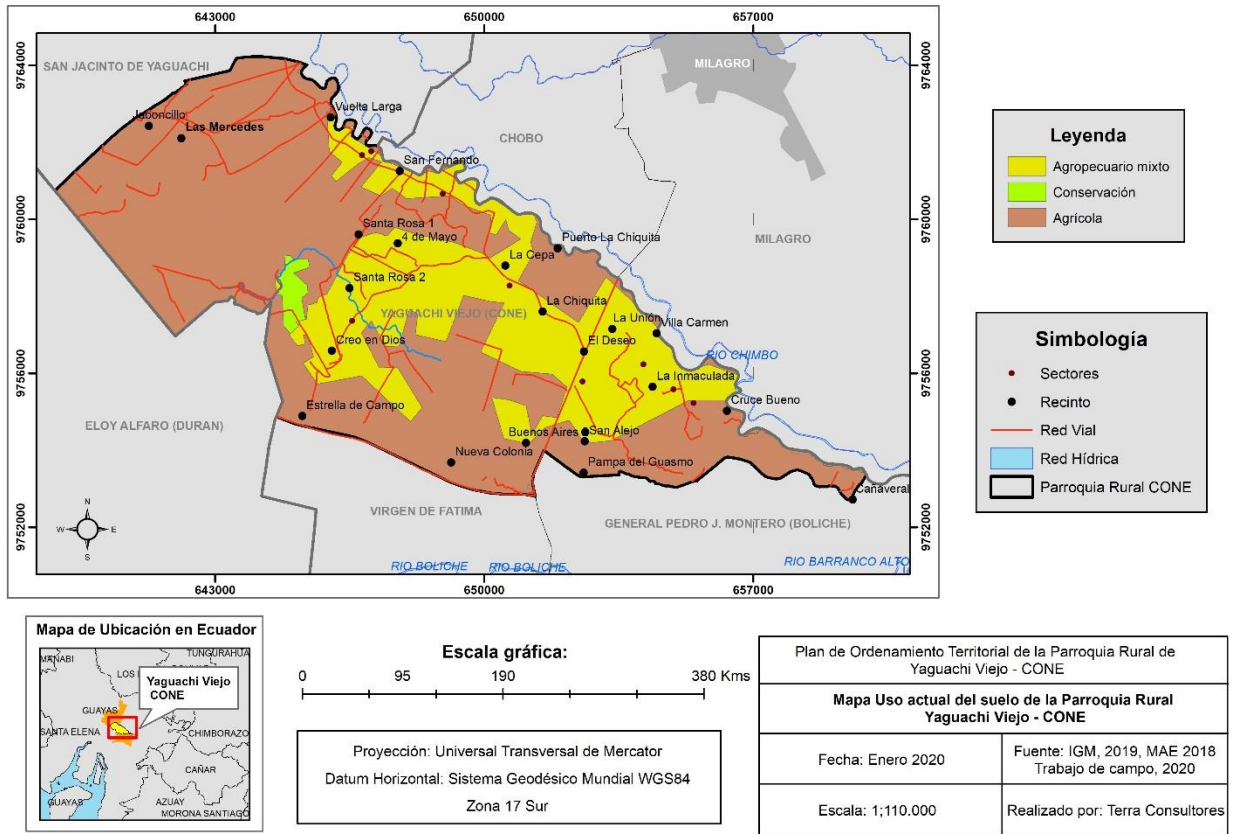 643000 650000 657000
9764000 9764000
SAN JACINTO DE YAGUACHI
MILAGRO
Vuelta Larga
Jaboncillo
Las Mercedes
CHOBO
San Fernando
9760000 9760000
Santa Rosa 1
4 de Mayo
Puerto La Chiquita
MILAGRO
La Cepa
Santa Rosa 2
La Chiquita
YAGUACHI VIEJO (CONE)
La Unión
Villa Carmen
Creo en Dios
El Deseo
RIO CHIMBO
9756000 9756000
La Inmaculada
Estrella de Campo
Cruce Bueno
ELOY ALFARO (DURAN)
Buenos Aires
San Alejo
Nueva Colonia
Pampa del Guasmo
Cañaveral
VIRGEN DE FATIMA
GENERAL PEDRO J. MONTERO (BOLICHE)
9752000 9752000
N
W E
S
RIO BOLICHE
RIO BOLICHE
RIO BARRANCO ALTO
643000 650000 657000
Leyenda
Agropecuario mixto
Conservación
Agrícola
Simbología
Sectores
Recinto
Red Vial
Red Hídrica
Parroquia Rural CONE
Mapa de Ubicación en Ecuador
MANABI
TUNGURAHUA
Yaguachi Viejo
CONE
GUAYAS
SANTA ELENA
CHIMBORAZO
CAÑAR
GUAYAS
AZUAY
MORONA SANTIAGO
Escala gráfica:
0 95 190 380 Kms
Proyección: Universal Transversal de Mercator
Datum Horizontal: Sistema Geodésico Mundial WGS84
Zona 17 Sur
Plan de Ordenamiento Territorial de la Parroquia Rural de
Yaguachi Viejo - CONE
Mapa Uso actual del suelo de la Parroquia Rural
Yaguachi Viejo - CONE
Fecha: Enero 2020
Fuente: IGM, 2019, MAE 2018
Trabajo de campo, 2020
Escala: 1;110.000
Realizado por: Terra Consultores